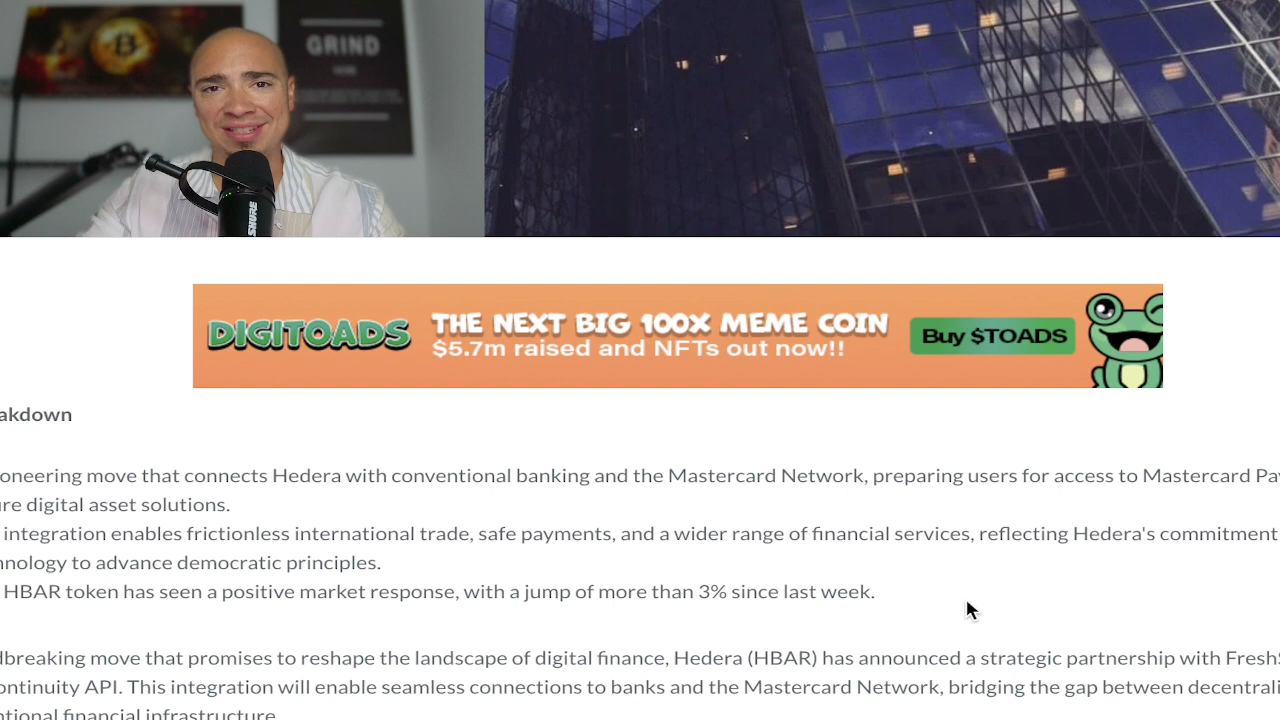 GRIND
SHURE
DIGITOADS
THE NEXT BIG 100X MEME COIN
$5.7m raised and NFTs out now!!
Buy $TOADS
akdown
oneering move that connects Hedera with conventional banking and the Mastercard Network, preparing users for access to Mastercard Pa
re digital asset solutions.
integration enables frictionless international trade, safe payments, and a wider range of financial services, reflecting Hedera's commitment
nology to advance democratic principles.
HBAR token has seen a positive market response, with a jump of more than 3% since last week.
dbreaking move that promises to reshape the landscape of digital finance, Hedera (HBAR) has announced a strategic partnership with Fresh
ontinuity API. This integration will enable seamless connections to banks and the Mastercard Network, bridging the gap between decentrali
ntional financial infrastructure.